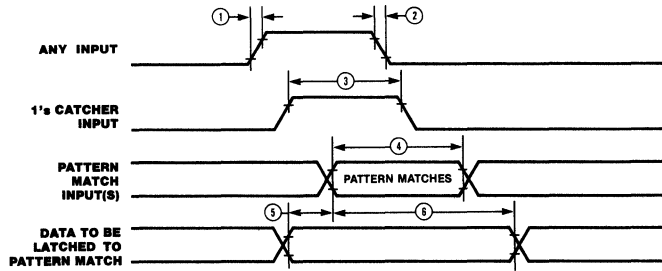 1
2
ANY INPUT
3
1's CATCHER
INPUT
4
PATTERN
MATCH
INPUT(S)
PATTERN MATCHES
5
6
DATA TO BE
LATCHED TO
PATTERN MATCH